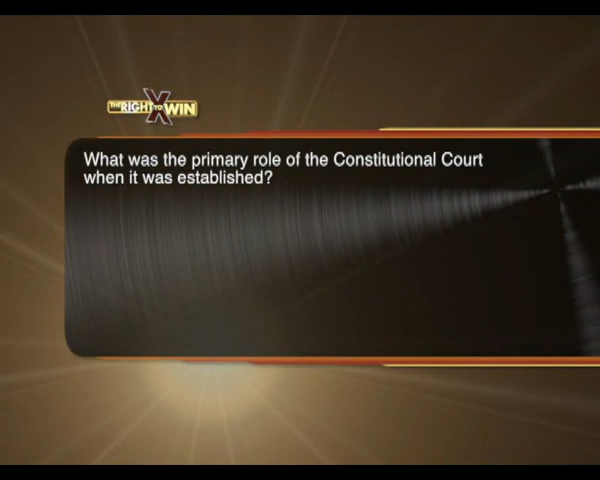 THE RIGHT TO WIN
What was the primary role of the Constitutional Court
when it was established?